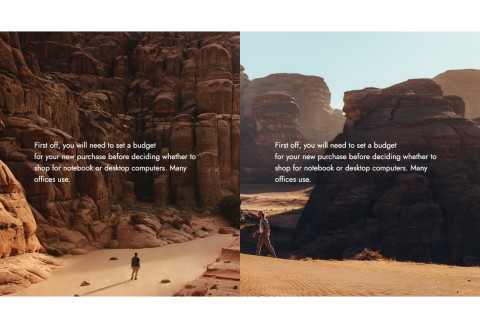 First off, you will need to set a budget
for your new purchase before deciding whether to
shop for notebook or desktop computers. Many
offices use.
First off, you will need to set a budget
for your new purchase before deciding whether to
shop for notebook or desktop computers. Many
offices use.